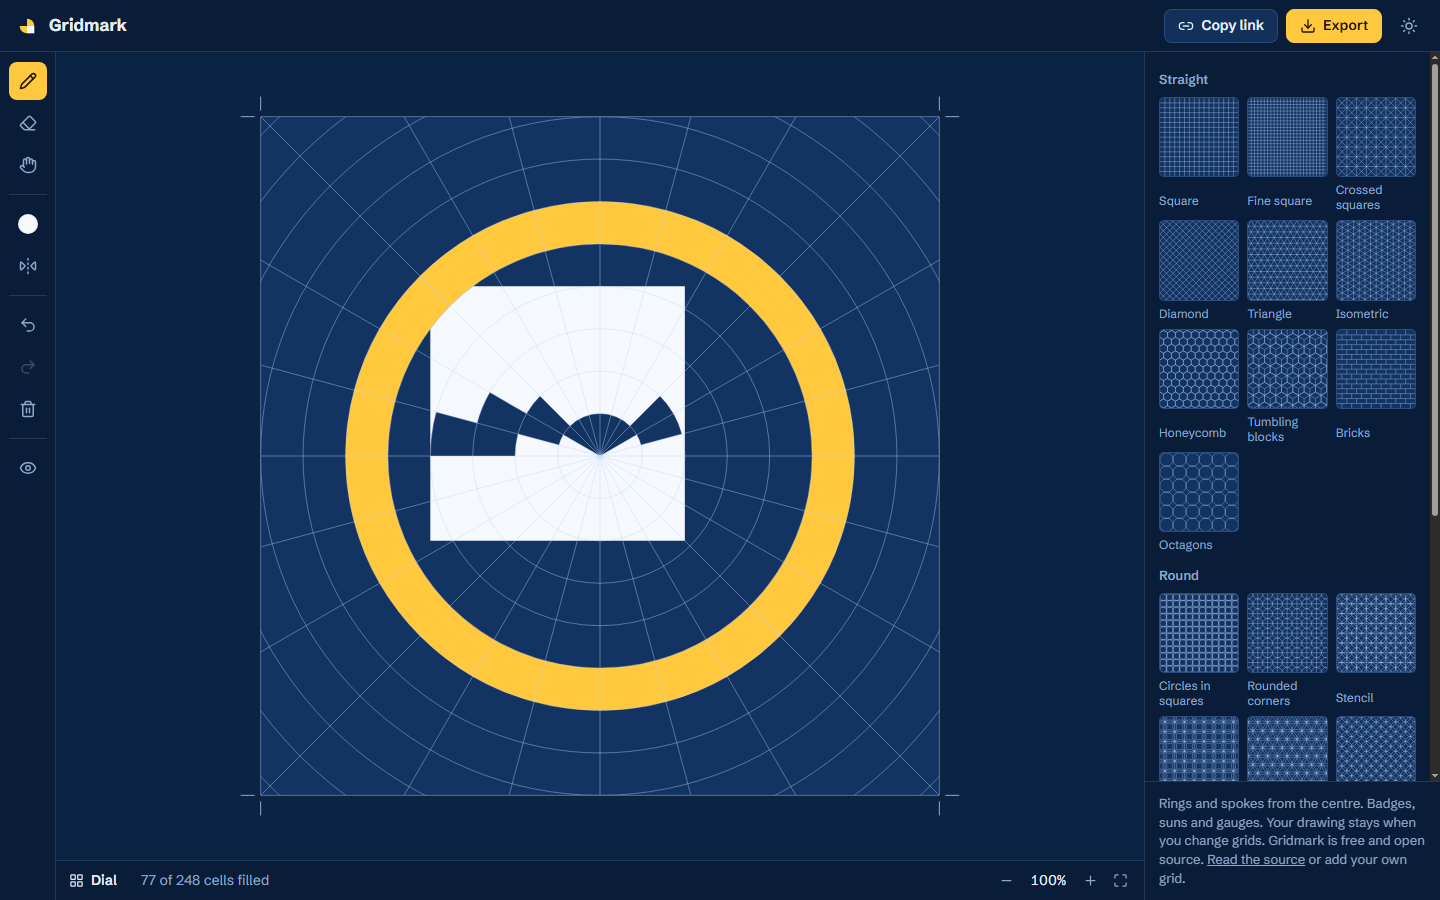 Gridmark
Copy link
Export
Straight
Square
Fine square
Crossed
squares
Diamond
Triangle
Isometric
Honeycomb
Tumbling
blocks
Bricks
Octagons
Round
Circles in
squares
Rounded
corners
Stencil
Rings and spokes from the centre. Badges,
suns and gauges. Your drawing stays when
you change grids. Gridmark is free and open
source. Read the source or add your own
grid.
Dial
77 of 248 cells filled
100%